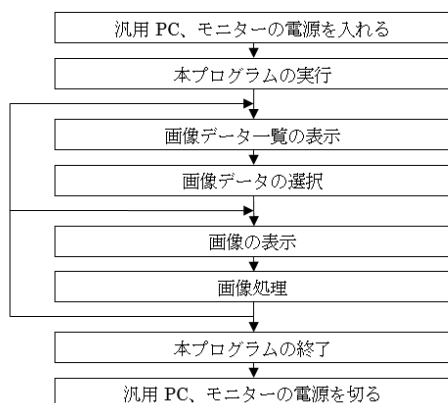 汎用 PC、モニターの電源を入れる
本プログラムの実行
画像データ一覧の表示
画像データの選択
画像の表示
画像処理
本プログラムの終了
汎用 PC、モニターの電源を切る